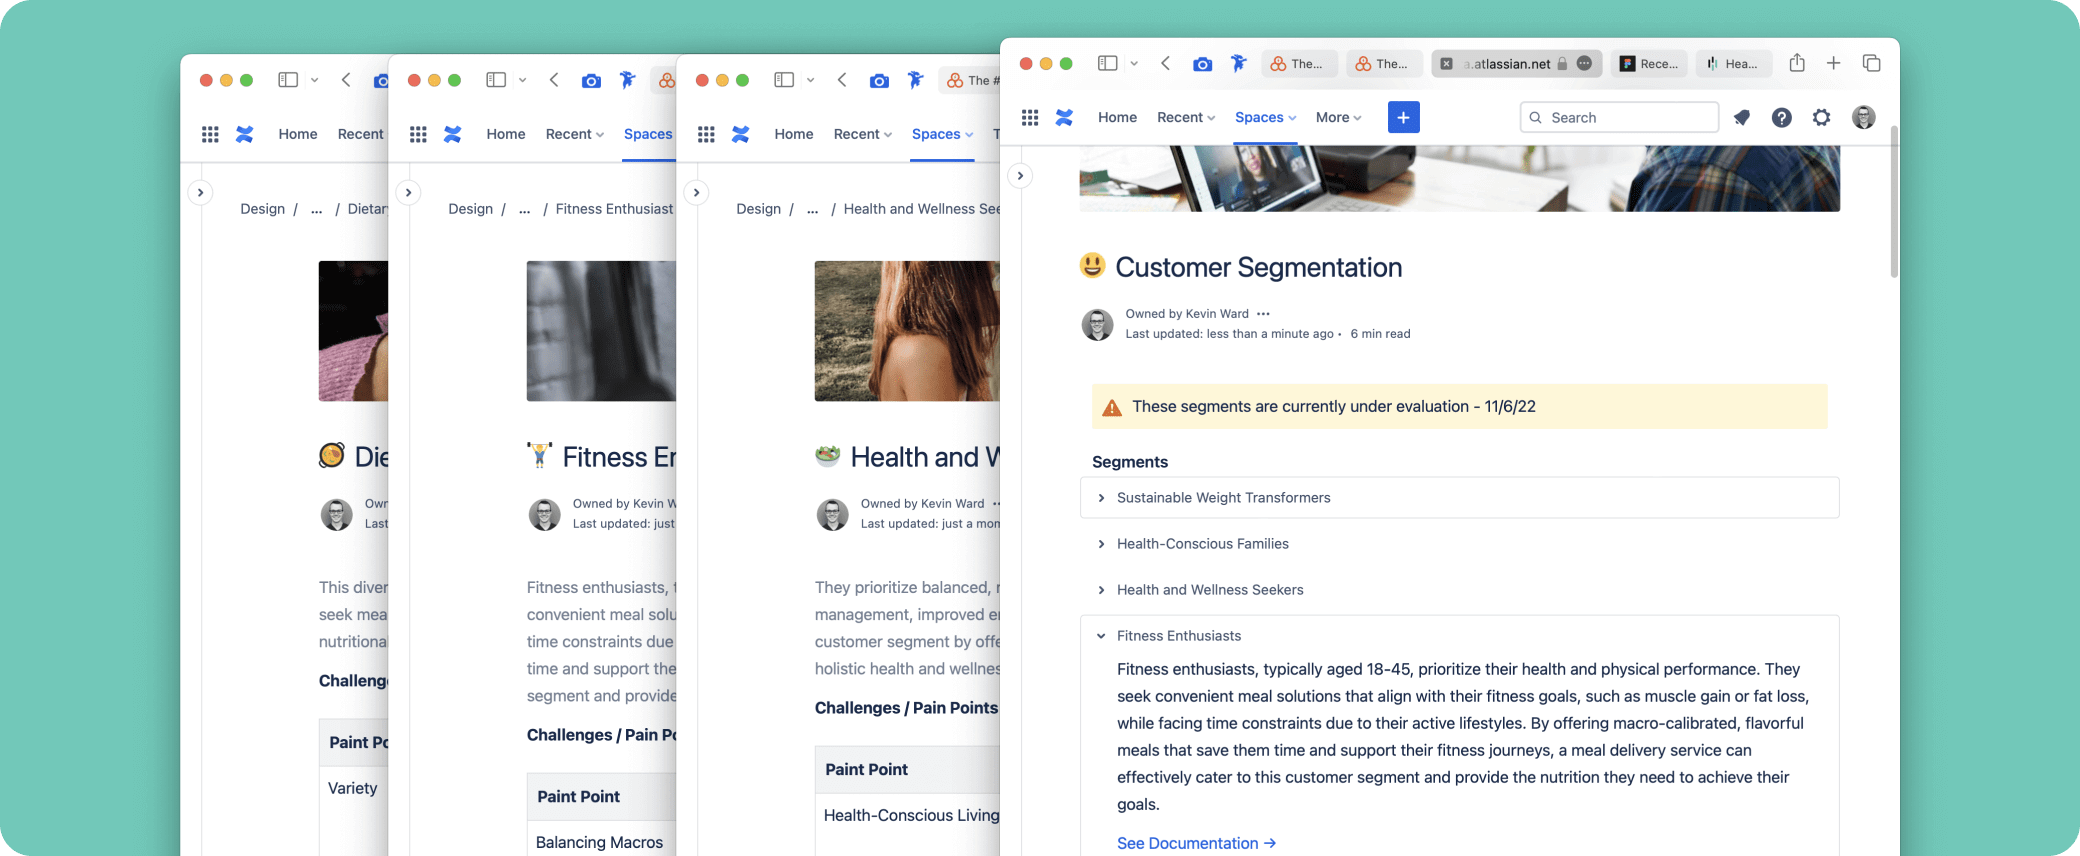 Home Recent
Design / ... / Dietary
Die
Own
Last
This diver
seek mea
nutritional
Challenge
Paint Po
Variety
Home Recent Spaces
Design / ... / Fitness Enthusiast
Fitness En
Owned by Kevin W
Last updated: just
Fitness enthusiasts, t
convenient meal solu
time constraints due
time and support the
segment and provide
Challenges / Pain Po
Paint Point
Balancing Macros
The #
Home Recent Spaces T
Design / ... / Health and Wellness See
Health and W
Owned by Kevin Ward ••
Last updated: just a mom
They prioritize balanced, n
management, improved en
customer segment by offe
holistic health and wellnes
Challenges / Pain Points
Paint Point
Health-Conscious Living
The... The... a.atlassian.net Rece... Hea...
Home Recent Spaces More + Search
Customer Segmentation
Owned by Kevin Ward •••
Last updated: less than a minute ago • 6 min read
These segments are currently under evaluation - 11/6/22
Segments
Sustainable Weight Transformers
Health-Conscious Families
Health and Wellness Seekers
Fitness Enthusiasts
Fitness enthusiasts, typically aged 18-45, prioritize their health and physical performance. They
seek convenient meal solutions that align with their fitness goals, such as muscle gain or fat loss,
while facing time constraints due to their active lifestyles. By offering macro-calibrated, flavorful
meals that save them time and support their fitness journeys, a meal delivery service can
effectively cater to this customer segment and provide the nutrition they need to achieve their
goals.
See Documentation →